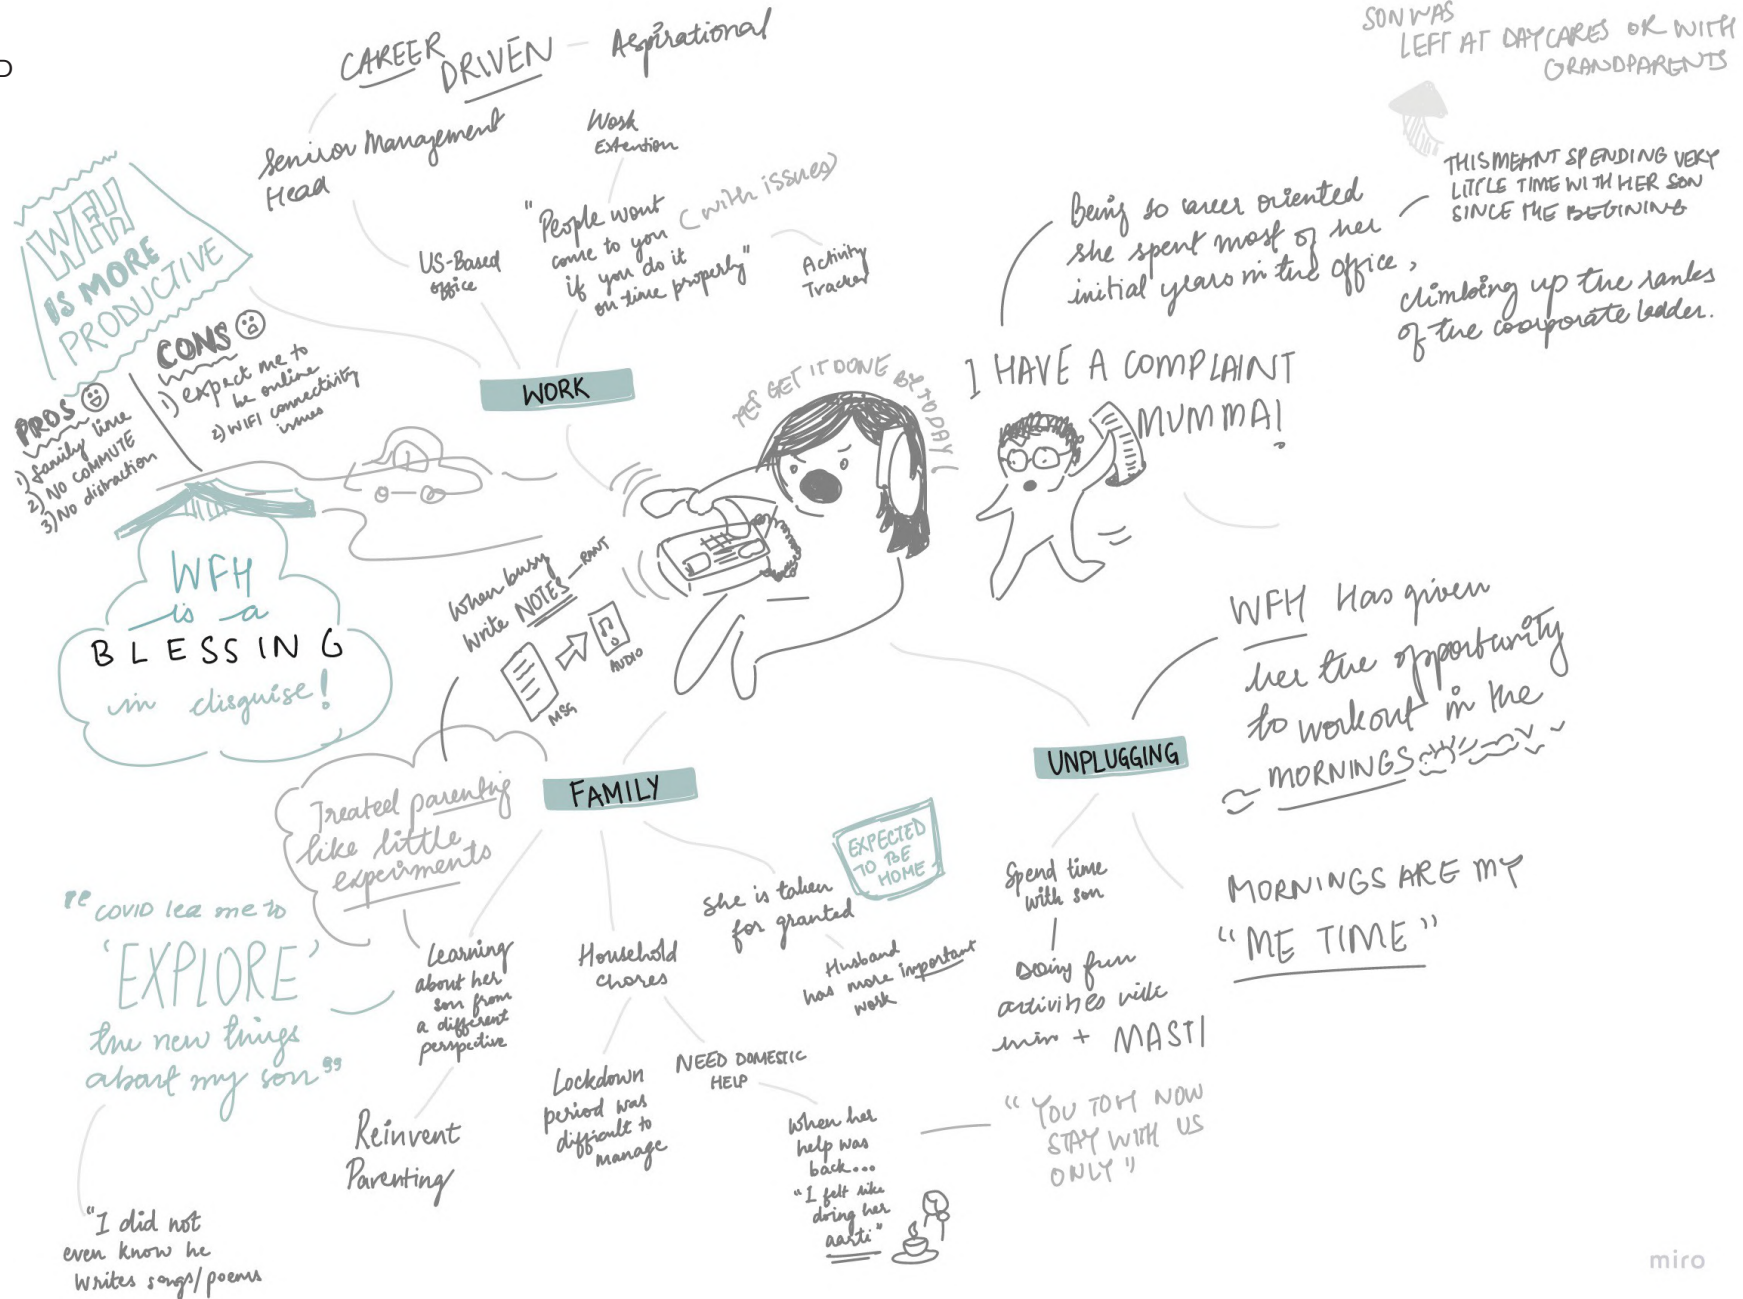 D
CAREER
DRIVEN
Aspirational
Senior Management
Head
US-Based
office
Work
Extention
"People wont
come to you
if you do it
on time properly"
(with issues)
Activity
Tracker
WFH
IS MORE
PRODUCTIVE
PROS
1) family time
2) NO COMMUTE
3) No distraction
CONS
1) expect me to
be online
2) WIFI connectivity
issues
WORK
WFH
is a
BLESSING
in disguise!
GET IT DONE BY TODAY!
I HAVE A COMPLAINT
MUMMA!
Being so career oriented
she spent most of her
initial years in the office,
climbing up the ranks
of the
SON WAS
LEFT AT DAYCARES OR WITH
GRANDPARENTS
THIS MEANT SPENDING VERY
LITTLE TIME WITH HER SON
SINCE THE BEGINING
When busy
write NOTES
RANT
MSG
AUDIO
Treated parenting
like little
FAMILY
"COVID led me to
'EXPLORE'
the new things
about my son"
"I did not
even know he
writes songs/poems
Learning
about her
son from
a different
perspective
Reinvent
Parenting
Household
chores
Lockdown
period was
difficult to
manage
NEED DOMESTIC
HELP
When her
help was
back...
"I felt like
doing her
aarti"
She is taken
for granted
EXPECTED
TO BE
HOME
Husband
has more important
work
UNPLUGGING
WFH Has given
her the opportunity
to workout in the
MORNINGS
MORNINGS ARE MY
"ME TIME"
Spend time
with son
Doing fun
activities
+ MASTI
"YOU NOW
STAY WITH US
ONLY"
miro